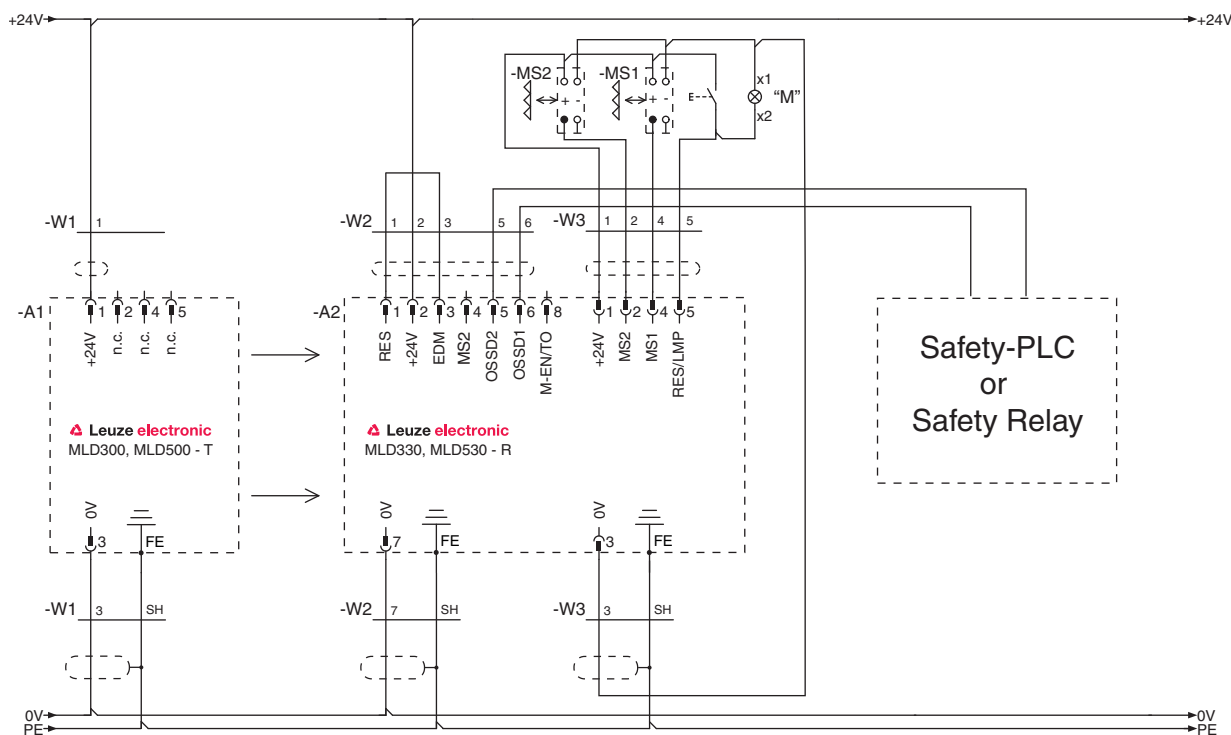 +24V +24V
-MS2 -MS1 x1 "M"
+ - + - E x2
-W1 1 -W2 1 2 3 5 6 -W3 1 2 4 5
-A1 1 2 4 5 -A2 1 2 3 4 5 6 8 1 2 4 5
+24V n.c. n.c. n.c. RES +24V EDM MS2 OSSD2 OSSD1 M-EN/TO +24V MS2 MS1 RES/LMP
Safety-PLC
or
Safety Relay
Leuze electronic
MLD300, MLD500 - T
Leuze electronic
MLD330, MLD530 - R
0V 0V 0V
3 FE 7 FE 3 FE
-W1 3 SH -W2 7 SH -W3 3 SH
0V 0V
PE PE